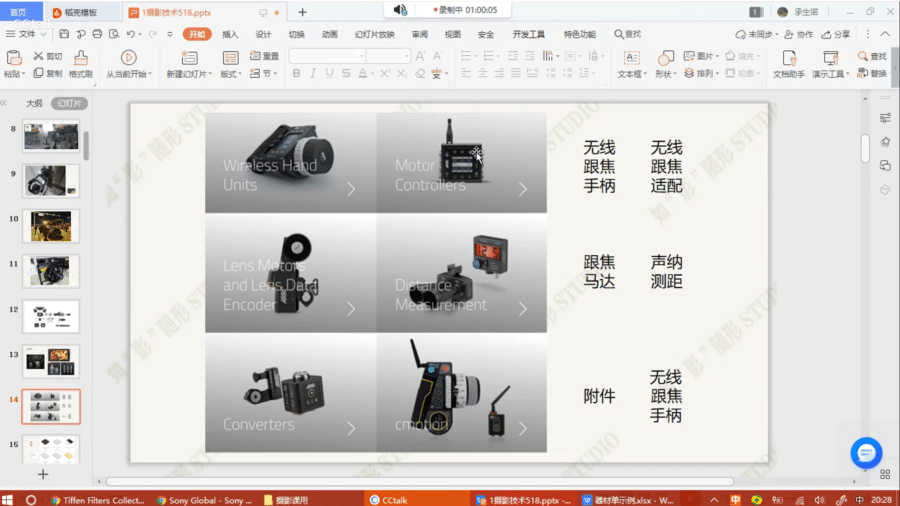 首页
稻壳模板
1摄影技术518.pptx
录制中 01:00:05
1
承生诺
文件
开始
插入
设计
切换
动画
幻灯片放映
审阅
视图
安全
开发工具
特色功能
查找
未同步
协作
分享
粘贴
剪切
复制
格式刷
从当前开始
新建幻灯片
版式
重置
节
文本框
形状
图片
排列
填充
轮廓
文档助手
演示工具
查找
替换
大纲
幻灯片
8
9
10
11
12
13
14
15
Wireless Hand
Units
Motor
Controllers
无线
跟焦
手柄
无线
跟焦
适配
Lens Motors
and Lens Data
Encoder
Distance
Measurement
跟焦
马达
声纳
测距
Converters
cmotion
附件
无线
跟焦
手柄
如“影”随形 STUDIO
Tiffen Filters Collect...
Sony Global - Sony ...
摄影课用
CCtalk
1摄影技术518.pptx -...
器材单示例.xlsx - W...
中
中
20:28